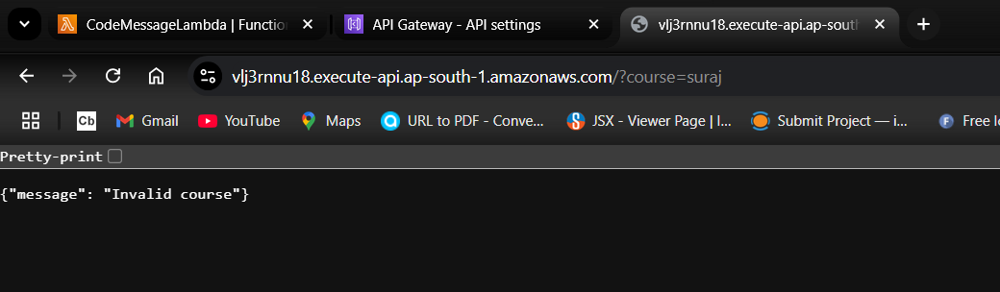 CodeMessageLambda | Functio
API Gateway - API settings
vlj3rnnu18.execute-api.ap-sout
vlj3rnnu18.execute-api.ap-south-1.amazonaws.com/?course=suraj
Cb
Gmail
YouTube
Maps
URL to PDF - Conve...
JSX - Viewer Page | I...
Submit Project — i...
F
Free I
Pretty-print
{"message": "Invalid course"}